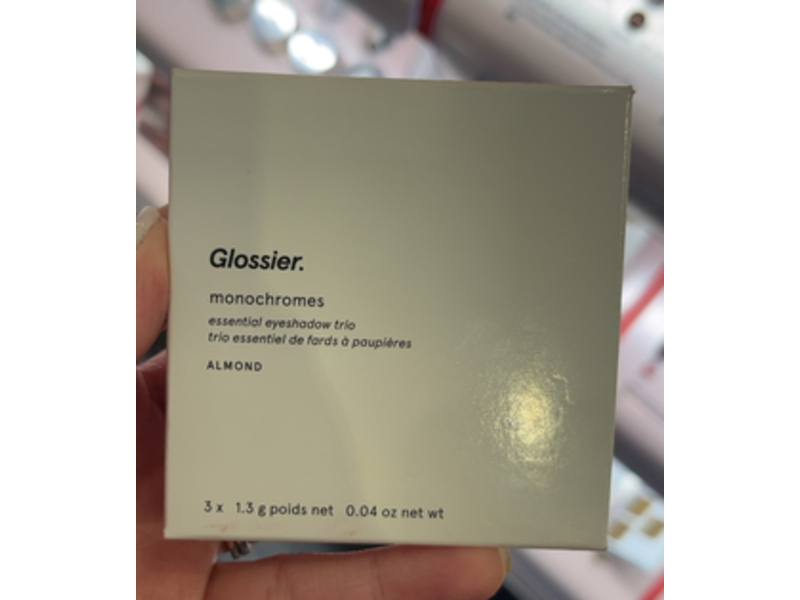 Glossier.
monochromes
essential eyeshadow trio
trio essentiel de fards à paupières
ALMOND
3 x 1.3 g poids net 0.04 oz net wt